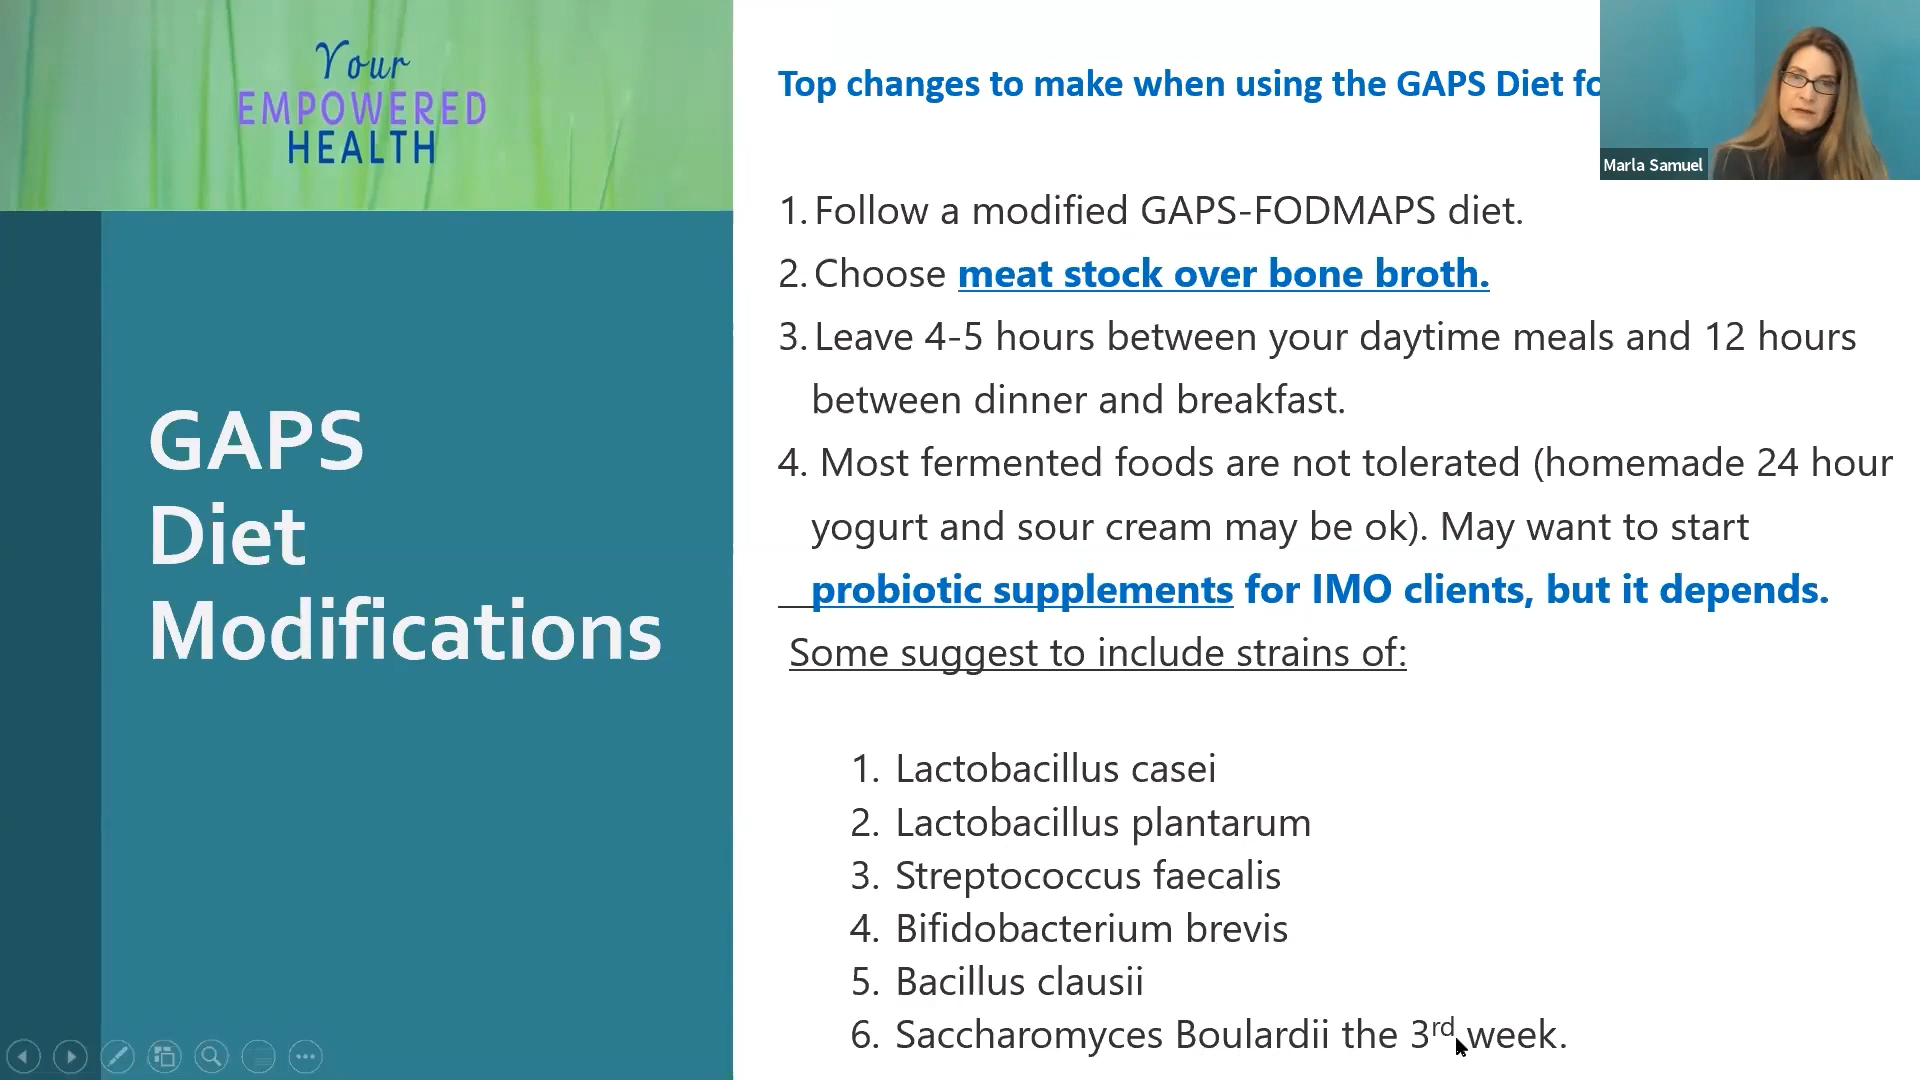 Your
EMPOWERED
HEALTH
GAPS
Diet
Modifications
Top changes to make when using the GAPS Diet fo
Marla Samuel
1. Follow a modified GAPS-FODMAPS diet.
2. Choose meat stock over bone broth.
3. Leave 4-5 hours between your daytime meals and 12 hours
between dinner and breakfast.
4. Most fermented foods are not tolerated (homemade 24 hour
yogurt and sour cream may be ok). May want to start
probiotic supplements for IMO clients, but it depends.
Some suggest to include strains of:
1. Lactobacillus casei
2. Lactobacillus plantarum
3. Streptococcus faecalis
4. Bifidobacterium brevis
5. Bacillus clausii
6. Saccharomyces Boulardii the 3rd week.